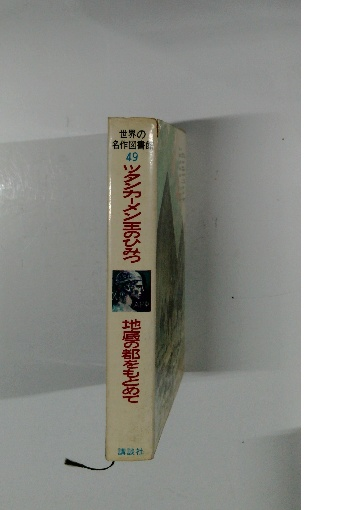 世界の
名作図書館
49
ツタンカーメン王のひみつ
地底の都をもとめて
講談社